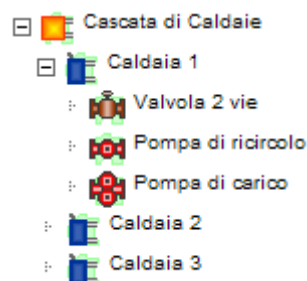 Cascata di Caldaie
Caldaia 1
Valvola 2 vie
Pompa di ricircolo
Pompa di carico
Caldaia 2
Caldaia 3